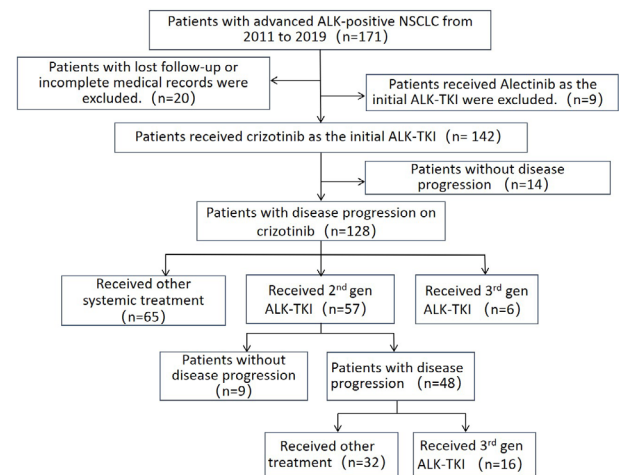 Patients with advanced ALK-positive NSCLC from
2011 to 2019 (n=171)
Patients with lost follow-up or
incomplete medical records were
excluded. (n=20)
Patients received Alectinib as the
initial ALK-TKI were excluded. (n=9)
Patients received crizotinib as the initial ALK-TKI (n= 142)
Patients without disease
progression (n=14)
Patients with disease progression on
crizotinib (n=128)
Received other
systemic treatment
(n=65)
Received 2nd gen
ALK-TKI (n=57)
Received 3rd gen
ALK-TKI (n=6)
Patients without
disease progression
(n=9)
Patients with disease
progression (n=48)
Received other
treatment (n=32)
Received 3rd gen
ALK-TKI (n=16)